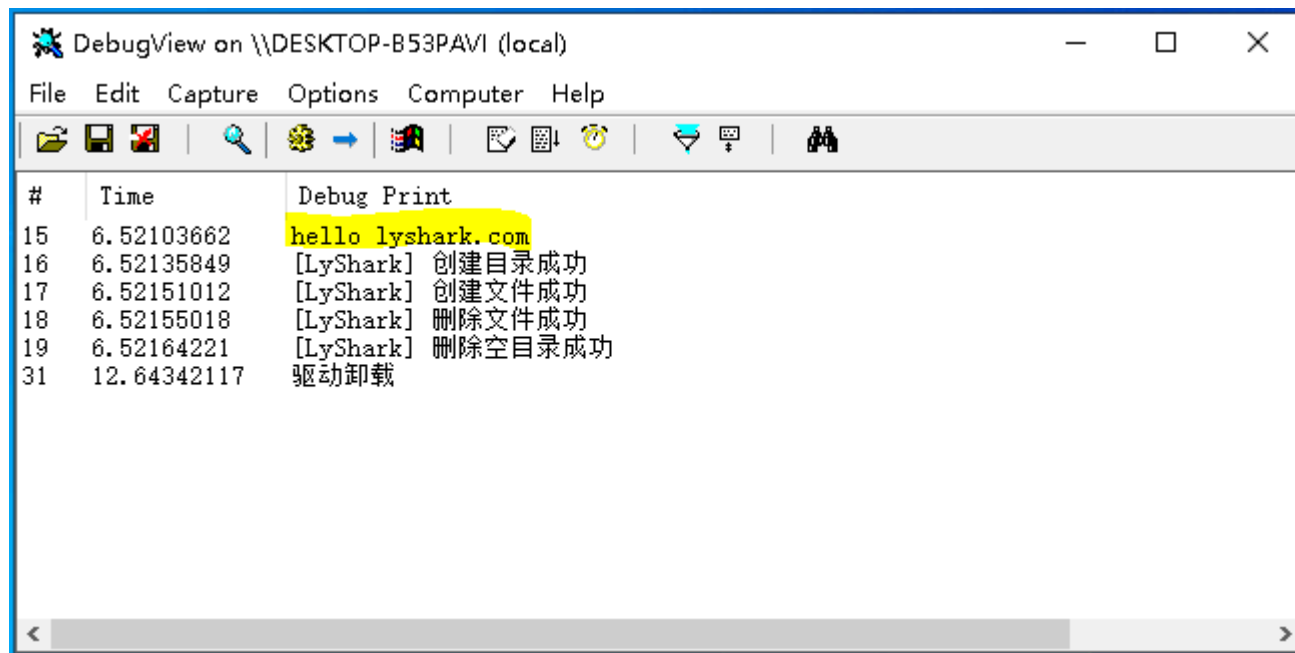 DebugView on \\DESKTOP-B53PAVI (local)
File Edit Capture Options Computer Help
# Time Debug Print
15 6.52103662 hello lyshark.com
16 6.52135849 [LyShark] 创建目录成功
17 6.52151012 [LyShark] 创建文件成功
18 6.52155018 [LyShark] 删除文件成功
19 6.52164221 [LyShark] 删除空目录成功
31 12.64342117 驱动卸载